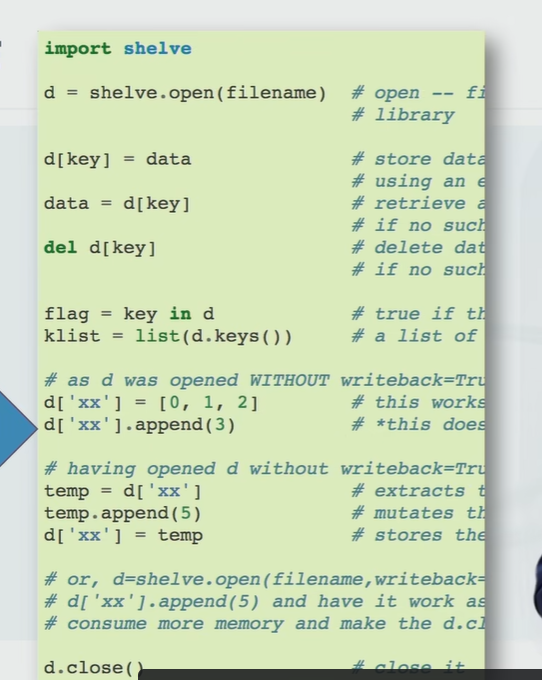 import shelve
d = shelve.open(filename)  # open -- fi
# library
d[key] = data # store data
# using an e
data = d[key] # retrieve a
# if no such
del d[key] # delete dat
# if no such
flag = key in d # true if th
klist = list(d.keys()) # a list of
# as d was opened WITHOUT writeback=Tru
d['xx'] = [0, 1, 2] # this works
d['xx'].append(3) # *this does
# having opened d without writeback=Tru
temp = d['xx'] # extracts t
temp.append(5) # mutates th
d['xx'] = temp # stores the
# or, d=shelve.open(filename,writeback=
# d['xx'].append(5) and have it work as
# consume more memory and make the d.cl
d.close() # close it